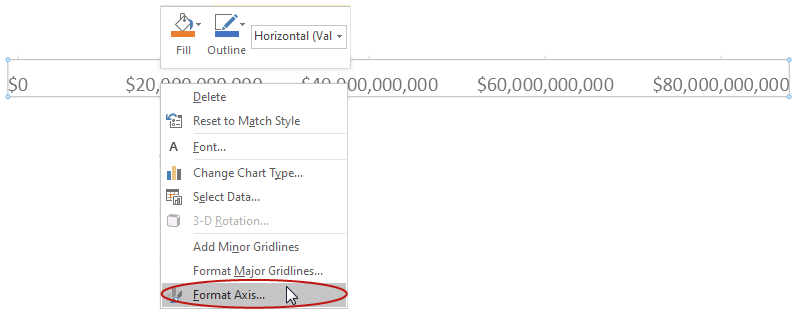 Fill Outline Horizontal (Val
$0 $20,000,000,000 $40,000,000,000 $60,000,000,000 $80,000,000,000
Delete
Reset to Match Style
A Font...
Change Chart Type...
Select Data...
3-D Rotation...
Add Minor Gridlines
Format Major Gridlines...
Format Axis...